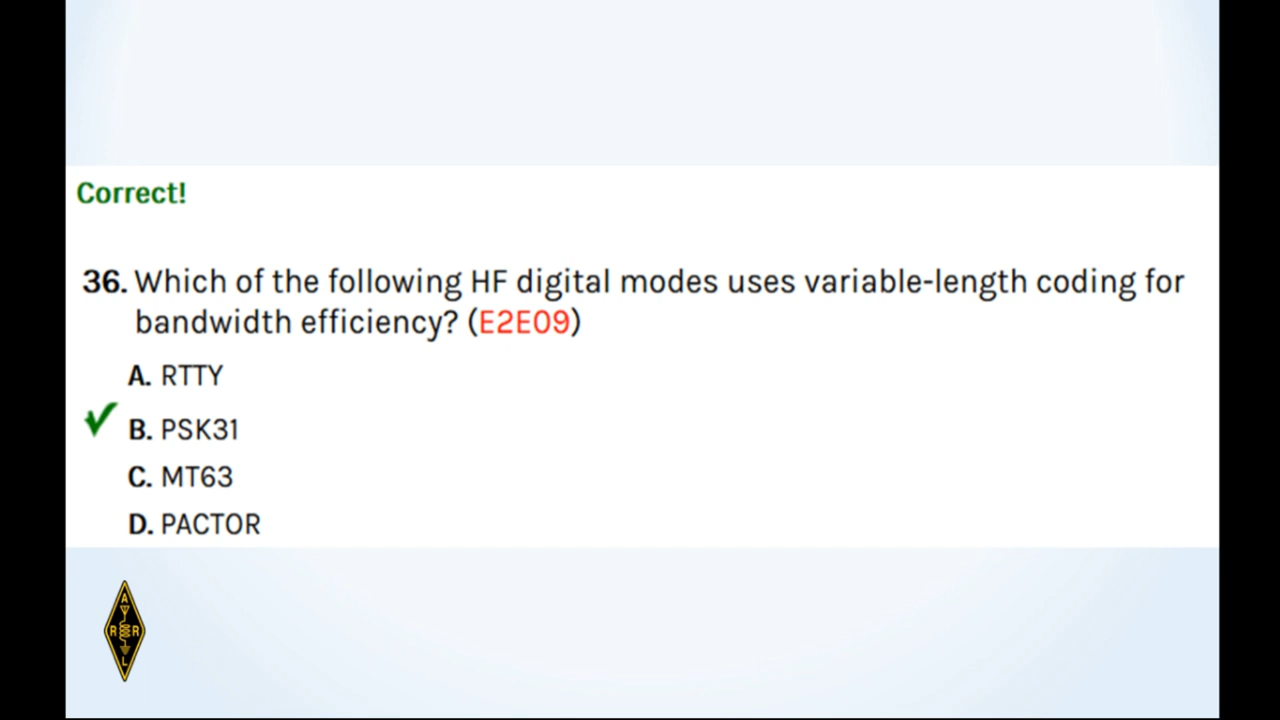 Correct!
36. Which of the following HF digital modes uses variable-length coding for
bandwidth efficiency? (E2E09)
A. RTTY
B. PSK31
C. MT63
D. PACTOR
A
R R
L